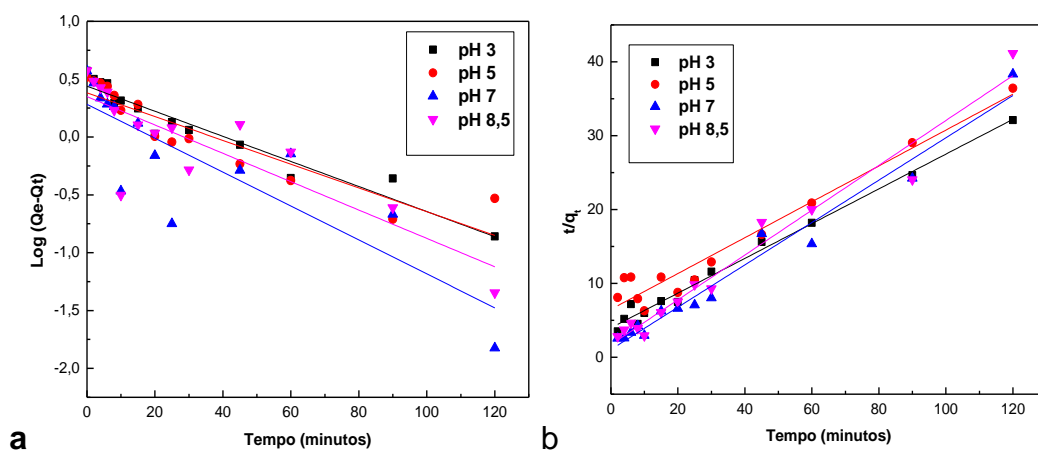 1,0
0,5
0,0
-0,5
-1,0
-1,5
-2,0
Log (Qe-Qt)
pH 3
pH 5
pH 7
pH 8,5
0 20 40 60 80 100 120
Tempo (minutos)
a
40
30
20
10
0
t/qt
pH 3
pH 5
pH 7
pH 8,5
0 20 40 60 80 100 120
Tempo (minutos)
b